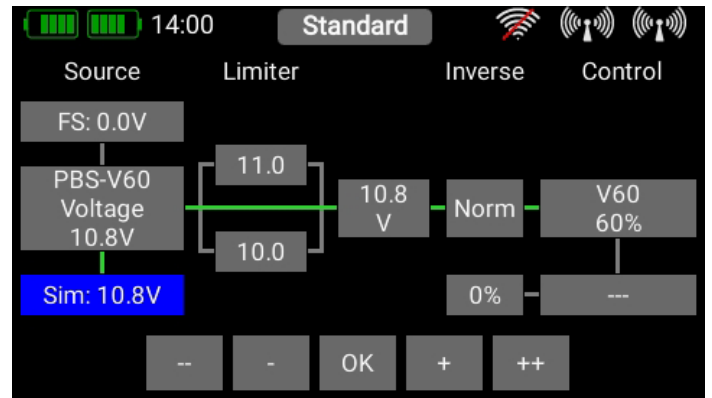 14:00 Standard
Source Limiter Inverse Control
FS: 0.0V
PBS-V60
Voltage
10.8V
11.0
10.0
10.8
V
Norm
V60
60%
Sim: 10.8V
0%
---
-- - OK + ++